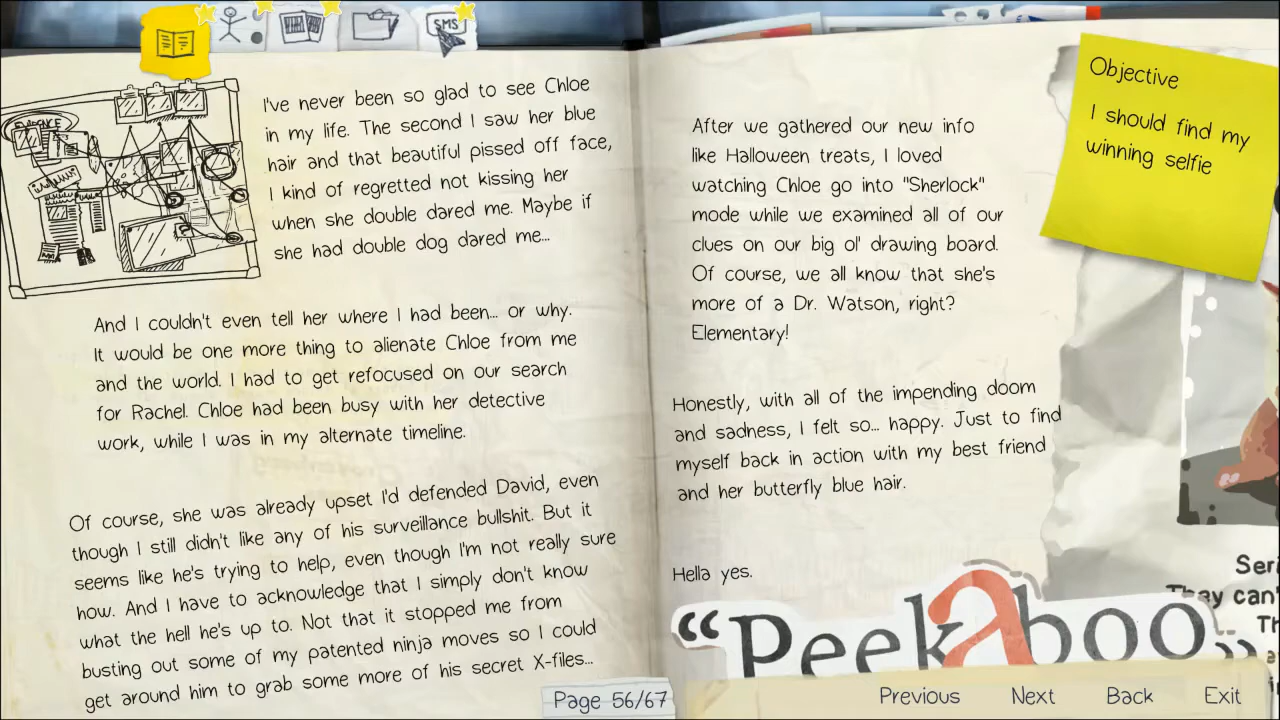 SMS
EVIDENCE
I've never been so glad to see Chloe
in my life. The second I saw her blue
hair and that beautiful pissed off face,
I kind of regretted not kissing her
when she double dared me. Maybe if
she had double dog dared me...
And I couldn't even tell her where I had been... or why.
It would be one more thing to alienate Chloe from me
and the world. I had to get refocused on our search
for Rachel. Chloe had been busy with her detective
work, while I was in my alternate timeline.
Of course, she was already upset I'd defended David, even
though I still didn't like any of his surveillance bullshit. But it
seems like he's trying to help, even though I'm not really sure
how. And I have to acknowledge that I simply don't know
what the hell he's up to. Not that it stopped me from
busting out some of my patented ninja moves so I could
get around him to grab some more of his secret X-files...
After we gathered our new info
like Halloween treats, I loved
watching Chloe go into "Sherlock"
mode while we examined all of our
clues on our big ol' drawing board.
Of course, we all know that she's
more of a Dr. Watson, right?
Elementary!
Honestly, with all of the impending doom
and sadness, I felt so... happy. Just to find
myself back in action with my best friend
and her butterfly blue hair.
Hella yes.
Objective
I should find my
winning selfie
Seri
They can'
Th
“Peekaboo”
Page 56/67
Previous
Next
Back
Exit